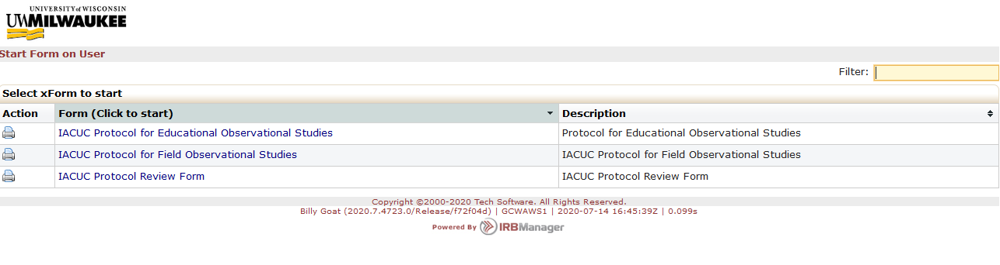 UNIVERSITY of WISCONSIN
UWMILWAUKEE
Start Form on User
Filter:
Select xForm to start
Action Form (Click to start) Description
IACUC Protocol for Educational Observational Studies Protocol for Educational Observational Studies
IACUC Protocol for Field Observational Studies IACUC Protocol for Field Observational Studies
IACUC Protocol Review Form IACUC Protocol Review Form
Copyright ©2000-2020 Tech Software. All Rights Reserved.
Billy Goat (2020.7.4723.0/Release/f72f04d) | GCWAWS1 | 2020-07-14 16:45:39Z | 0.099s
Powered By IRBManager